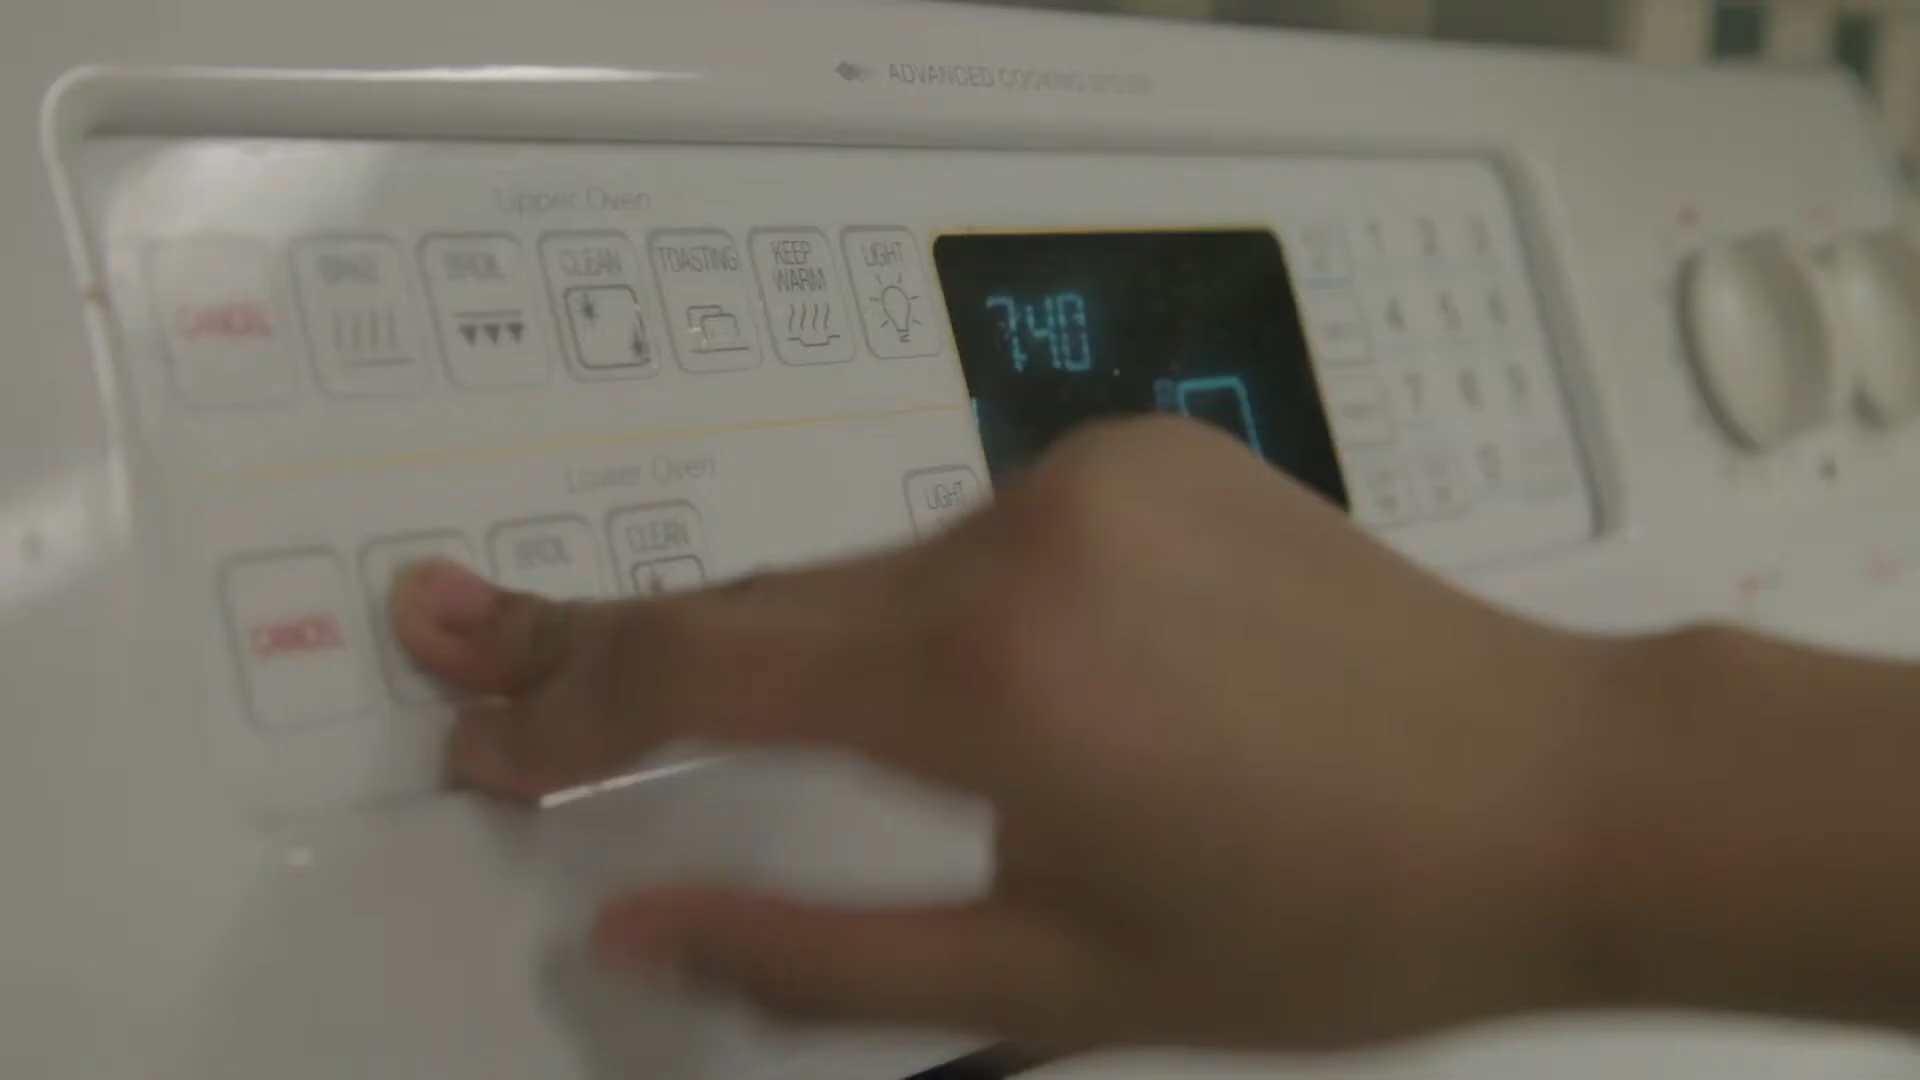 ADVANCED COOKING SYSTEM
Upper Oven
CANCEL
BAKE
BROIL
CLEAN
TOASTING
KEEP WARM
LIGHT
7:40
1 2 3
4 5 6
7 8 9
0
Lower Oven
CANCEL
BROIL
CLEAN
LIGHT